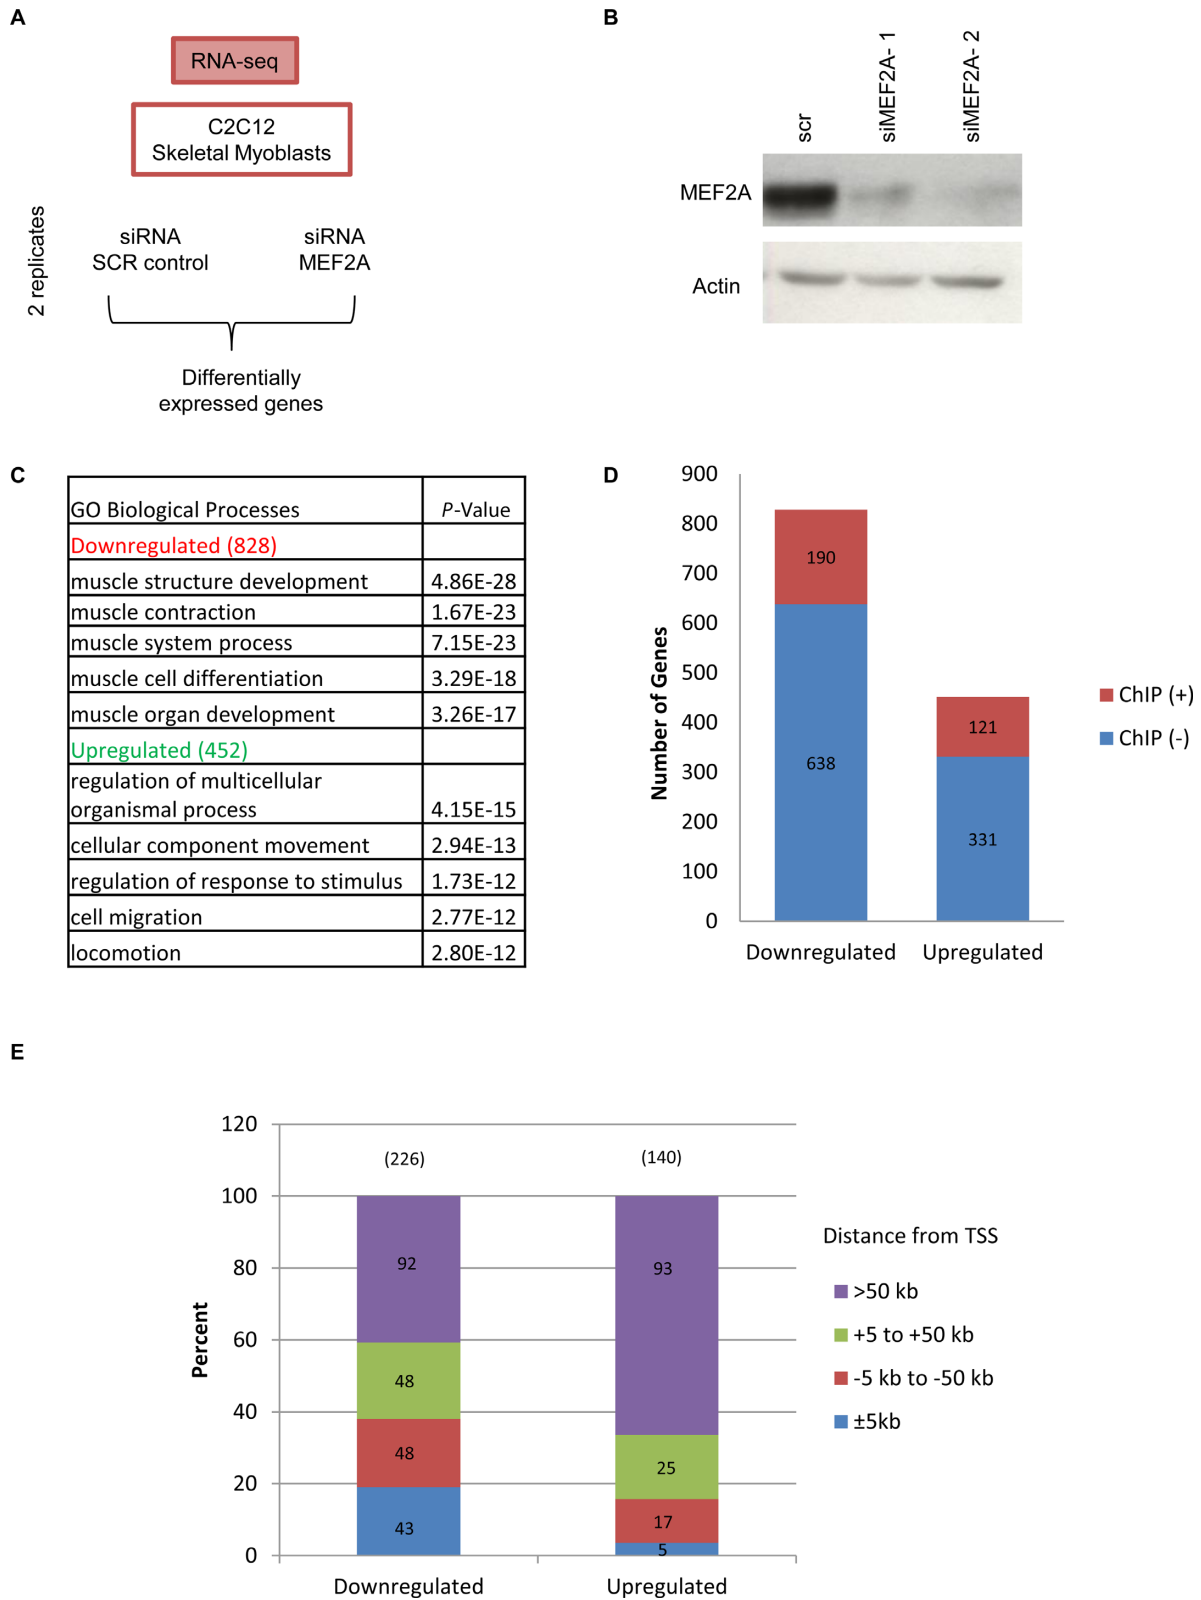 A
RNA-seq
C2C12
Skeletal Myoblasts
2 replicates
siRNA
SCR control
siRNA
MEF2A
Differentially
expressed genes
B
scr
siMEF2A- 1
siMEF2A- 2
MEF2A
Actin
C
GO Biological Processes P-Value
Downregulated (828)
muscle structure development 4.86E-28
muscle contraction 1.67E-23
muscle system process 7.15E-23
muscle cell differentiation 3.29E-18
muscle organ development 3.26E-17
Upregulated (452)
regulation of multicellular
organismal process 4.15E-15
cellular component movement 2.94E-13
regulation of response to stimulus 1.73E-12
cell migration 2.77E-12
locomotion 2.80E-12
D
Number of Genes
900
800
700
600
500
400
300
200
100
0
190
638
121
331
Downregulated Upregulated
ChIP (+)
ChIP (-)
E
Percent
120
100
80
60
40
20
0
(226) (140)
92
48
48
43
93
25
17
5
Downregulated Upregulated
Distance from TSS
>50 kb
+5 to +50 kb
-5 kb to -50 kb
±5kb